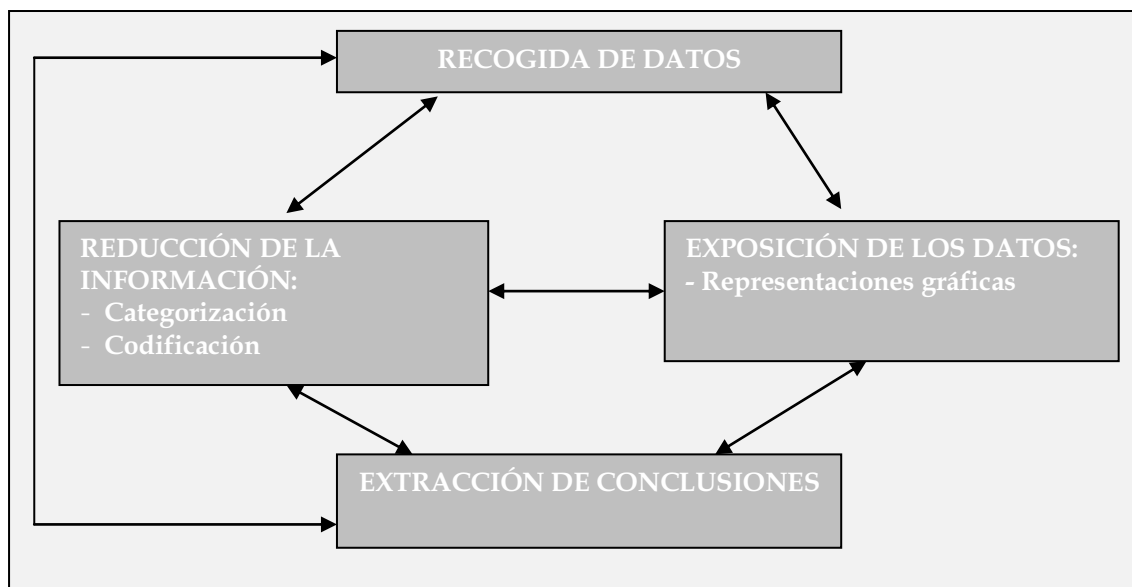 RECOGIDA DE DATOS
REDUCCIÓN DE LA
INFORMACIÓN:
- Categorización
- Codificación
EXPOSICIÓN DE LOS DATOS:
- Representaciones gráficas
EXTRACCIÓN DE CONCLUSIONES